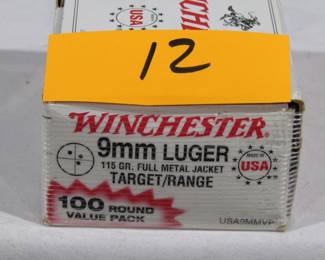 12
WINCHESTER
9mm LUGER
115 GR. FULL METAL JACKET
TARGET/RANGE
MADE IN
USA
100 ROUND
VALUE PACK
USA9MMVP